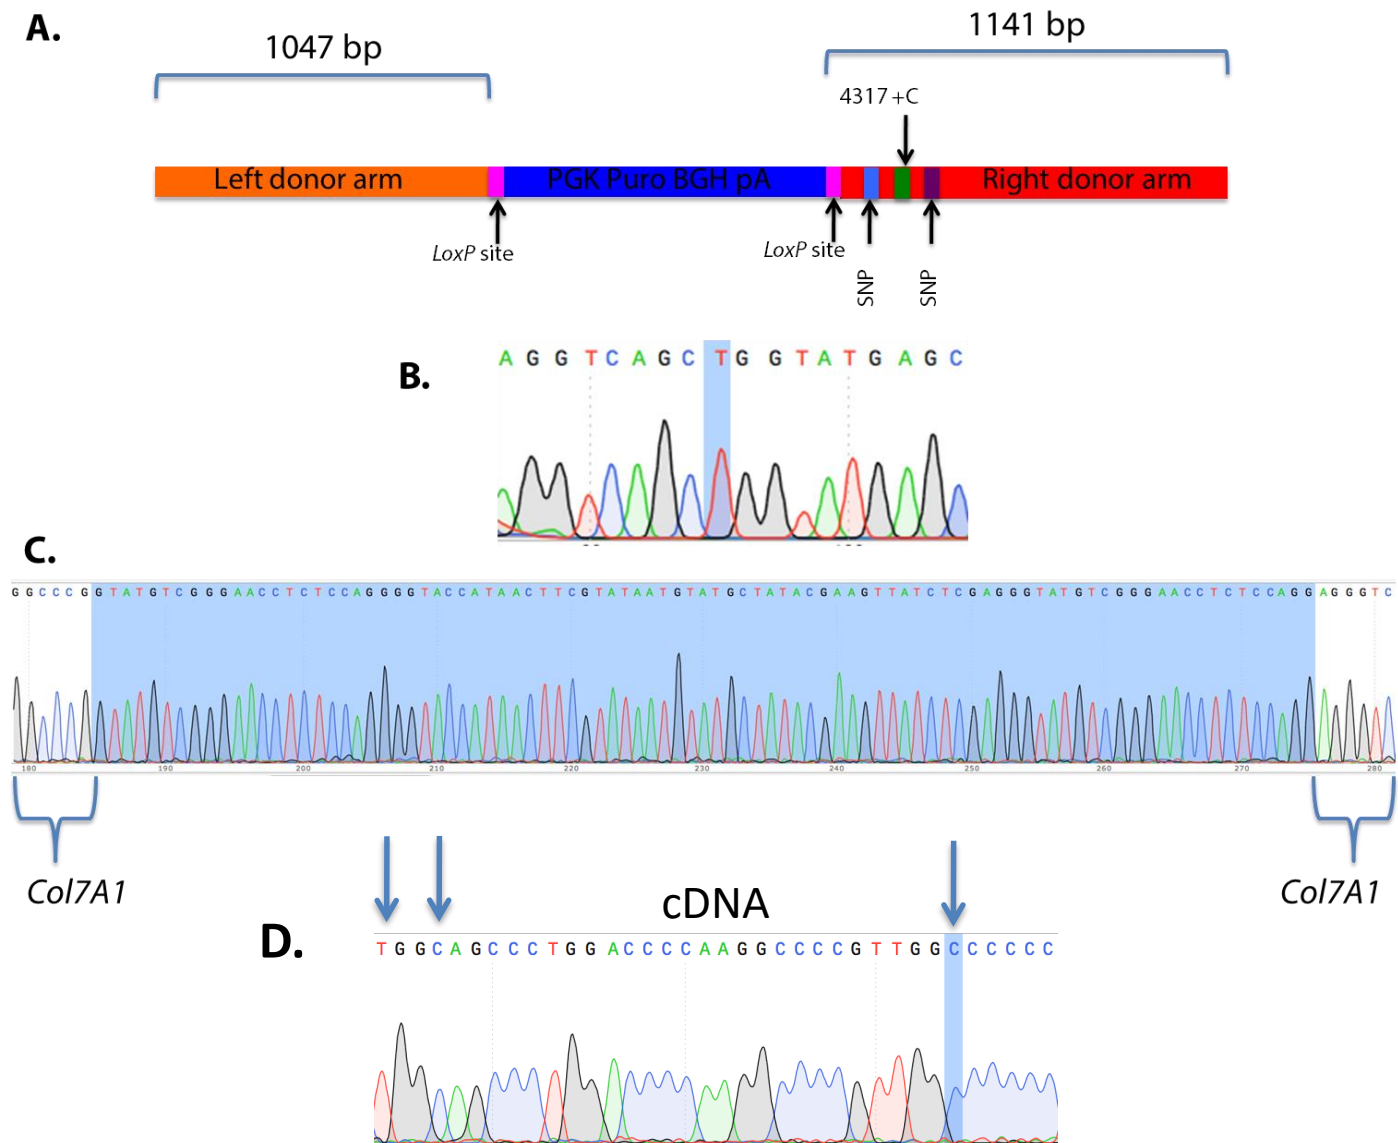 A.
1047 bp
1141 bp
4317 +C
Left donor arm
PGK Puro BGH pA
Right donor arm
LoxP site
LoxP site
SNP
SNP
B.
A G G T C A G C T G G T A T G A G C
C.
G G C C C G G T A T G T C G G G A A C C T C T C C A G G G G T A C C A T A A C T T C G T A T A A T G T A T G C T A T A C G A A G T T A T C T C G A G G G T A T G T C G G G A A C C T C T C C A G G A G G G T C
180 190 200 210 220 230 240 250 260 270 280
Col7A1
Col7A1
cDNA
D.
T G G C A G C C C T G G A C C C C A A G G C C C C G T T G G C C C C C C